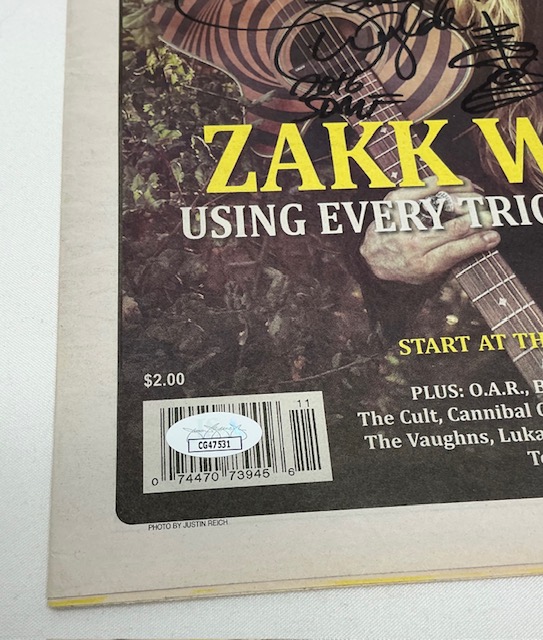 2016
SDMF
ZAKK W
USING EVERY TRIC
START AT TH
$2.00
PLUS: O.A.R., B
The Cult, Cannibal C
The Vaughns, Luka
To
11
CG47531
0 74470 73945 6
PHOTO BY JUSTIN REICH